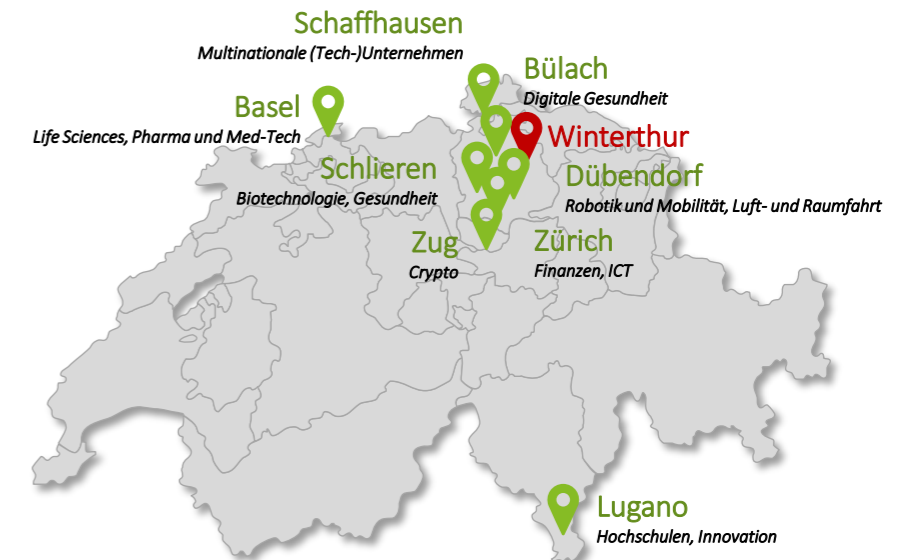 Schaffhausen
Multinationale (Tech-)Unternehmen
Bülach
Digitale Gesundheit
Basel
Life Sciences, Pharma und Med-Tech
Winterthur
Schlieren
Biotechnologie, Gesundheit
Dübendorf
Robotik und Mobilität, Luft- und Raumfahrt
Zug
Crypto
Zürich
Finanzen, ICT
Lugano
Hochschulen, Innovation